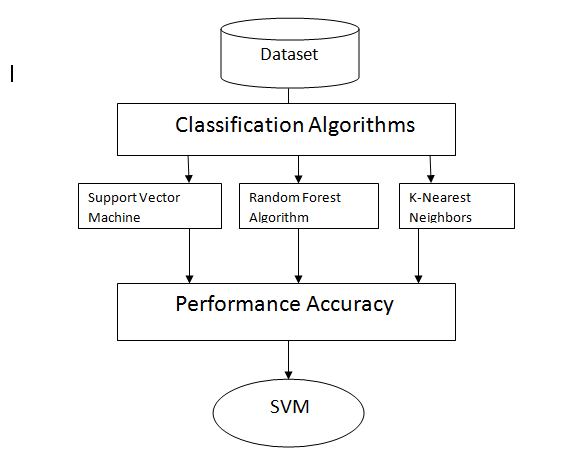 Dataset
Classification Algorithms
Support Vector
Machine
Random Forest
Algorithm
K-Nearest
Neighbors
Performance Accuracy
SVM